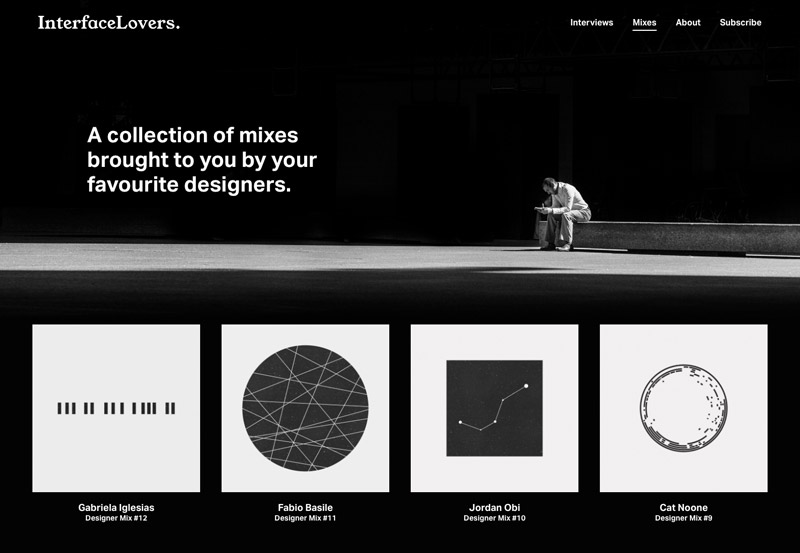 InterfaceLovers.
Interviews Mixes About Subscribe
A collection of mixes
brought to you by your
favourite designers.
Gabriela Iglesias
Designer Mix #12
Fabio Basile
Designer Mix #11
Jordan Obi
Designer Mix #10
Cat Noone
Designer Mix #9